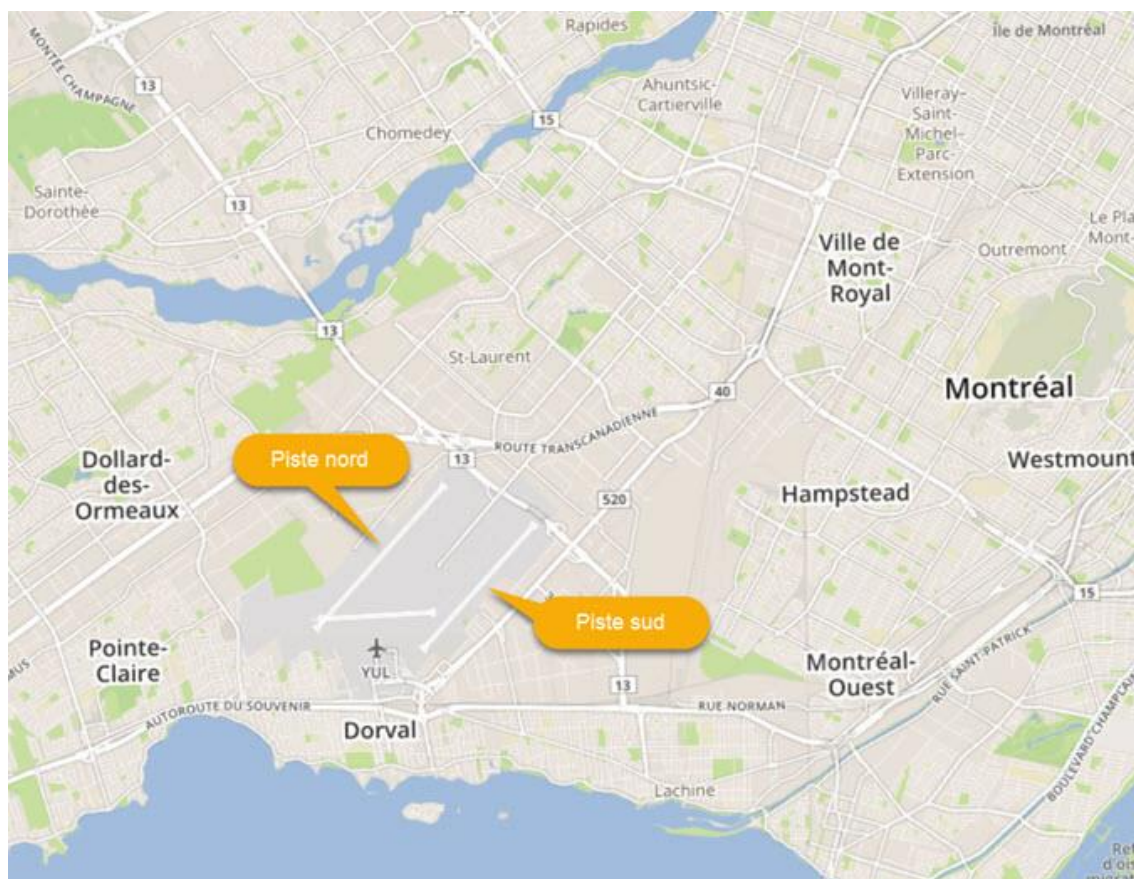 Rapides
Île de Montréal
MONTÉE CHAMPAGNE
13
15
Ahuntsic-
Cartierville
Villeray–
Saint-
Michel–
Parc-
Extension
Chomedey
Sainte-
Dorothée
13
Le Pla
Mont-
Outremont
Ville de
Mont-
Royal
13
St-Laurent
40
Montréal
ROUTE TRANSCANADIENNE
Piste nord
13
Dollard-
des-
Ormeaux
Westmount
520
Hampstead
15
Piste sud
Pointe-
Claire
YUL
Montréal-
Ouest
RUE SAINT-PATRICK
13
AUTOROUTE DU SOUVENIR
RUE NORMAN
Dorval
BOULEVARD CHAMPLAIN
Lachine
Ref
d'ois